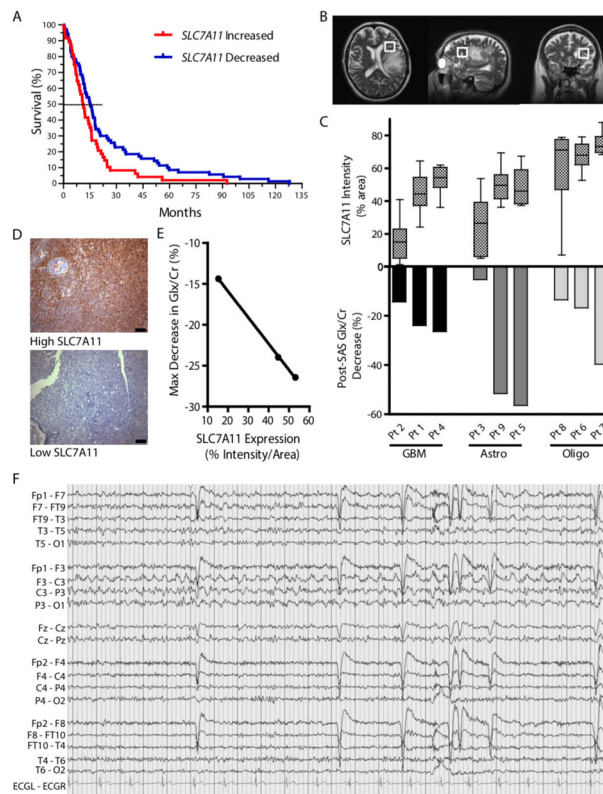 A
SLC7A11 Increased
SLC7A11 Decreased
Survival (%)
100
90
80
70
60
50
40
30
20
10
0
0 15 30 45 60 75 90 105 120 135 140
Months
B
C
SLC7A11 Intensity
(% area)
80
60
40
20
0
Post-SAS Glx/Cr
Decrease (%)
-20
-40
-60
Pt 2 Pt 1 Pt 4 Pt 3 Pt 9 Pt 5 Pt 8 Pt 6 Pt 7
GBM Astro Oligo
D
High SLC7A11
Low SLC7A11
E
Max Decrease in Glx/Cr (%)
-10
-15
-20
-25
-30
10 20 30 40 50 60
SLC7A11 Expression
(% Intensity/Area)
F
Fp1 - F7
F7 - FT9
FT9 - T3
T3 - T5
T5 - O1
Fp1 - F3
F3 - C3
C3 - P3
P3 - O1
Fz - Cz
Cz - Pz
Fp2 - F4
F4 - C4
C4 - P4
P4 - O2
Fp2 - F8
F8 - FT10
FT10 - T4
T4 - T6
T6 - O2
ECGL - ECGR